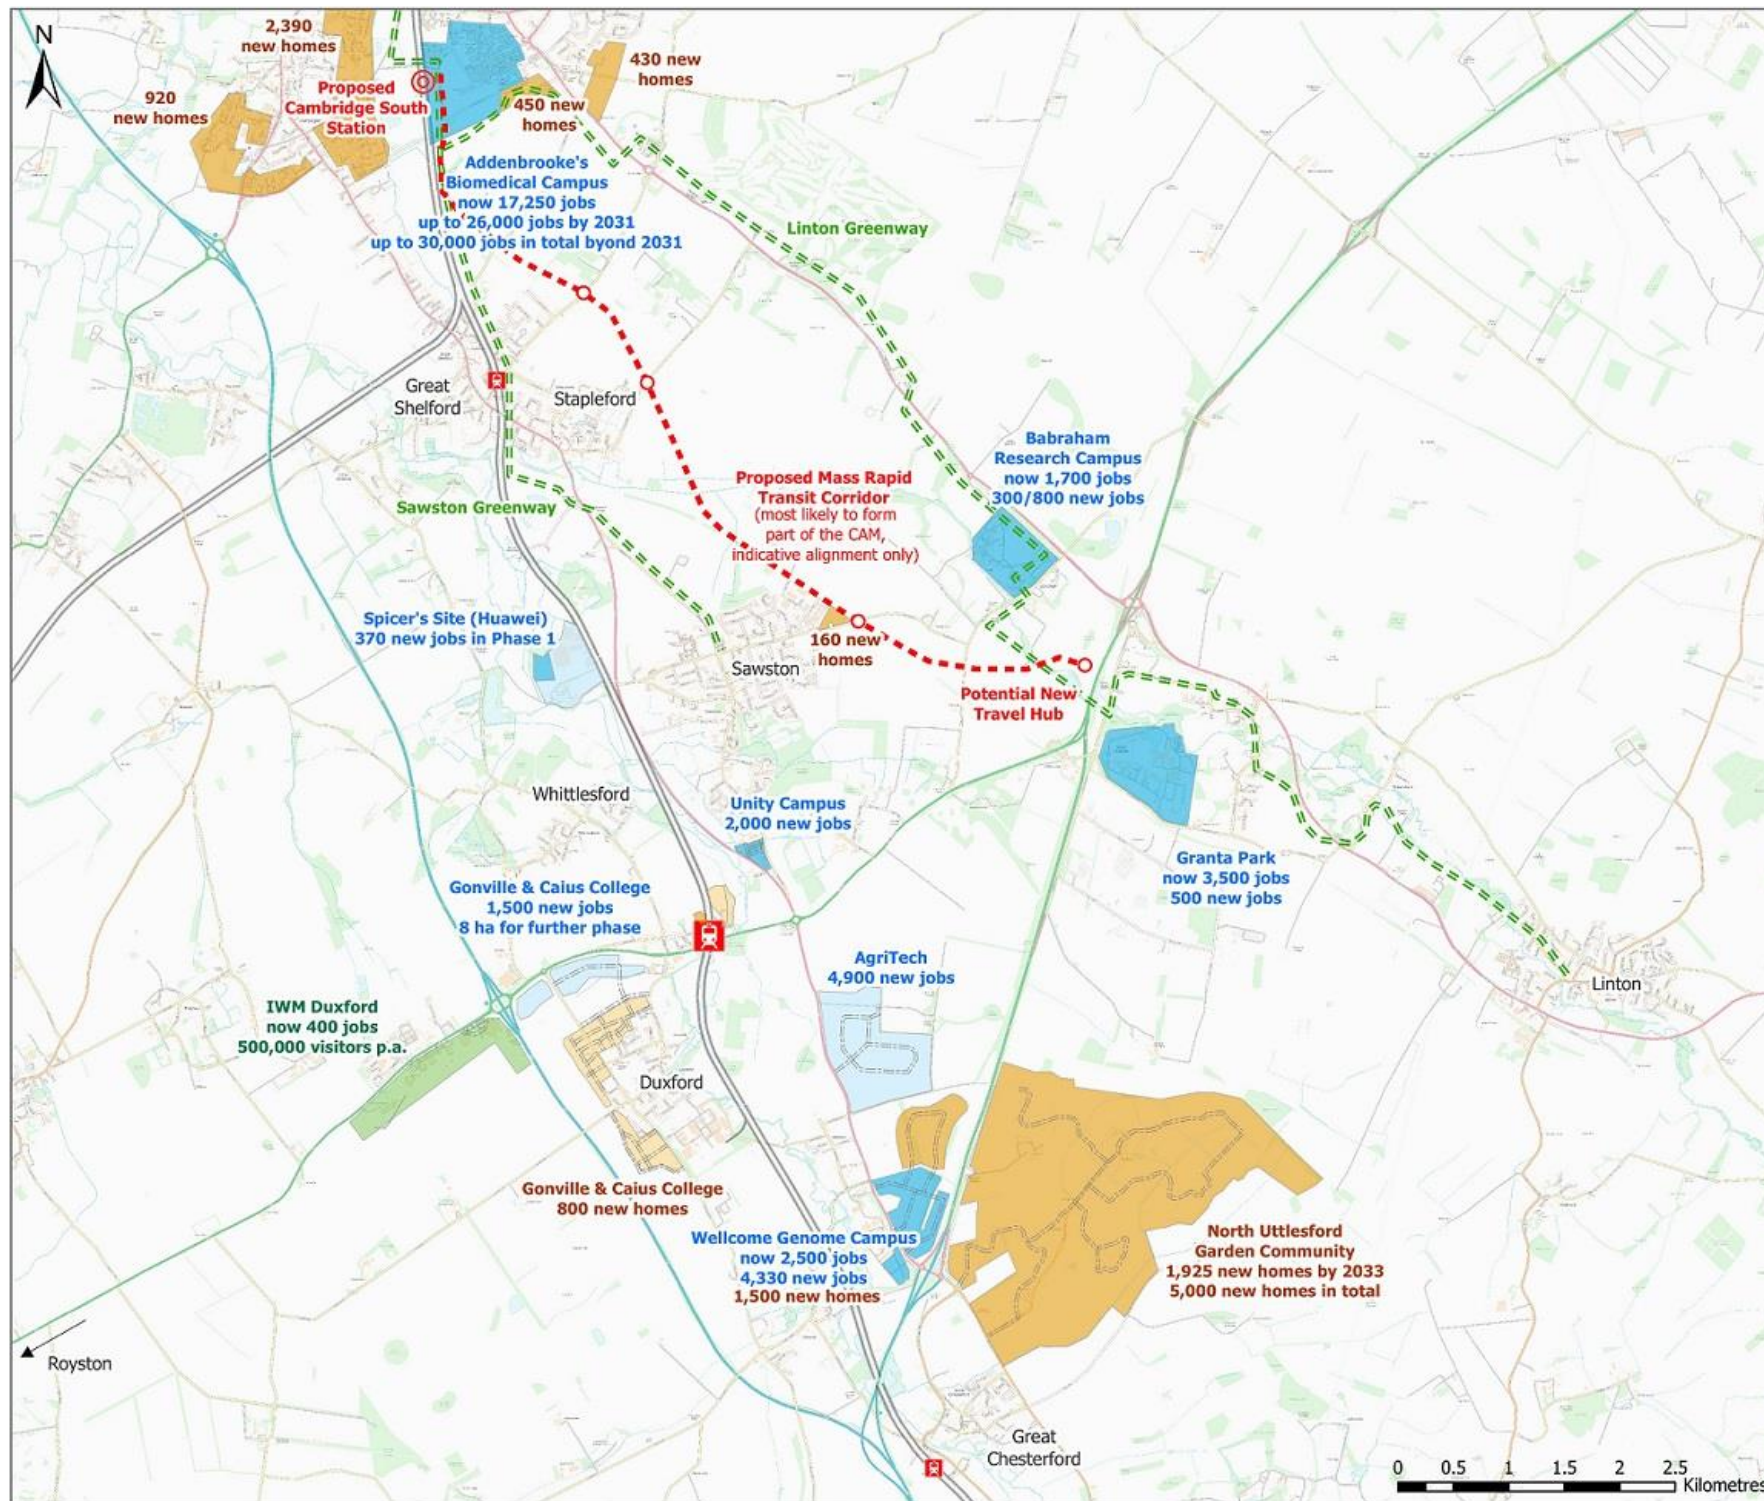 N
2,390
new homes
920
new homes
Proposed
Cambridge South
Station
430 new
homes
450 new
homes
Addenbrooke's
Biomedical Campus
now 17,250 jobs
up to 26,000 jobs by 2031
up to 30,000 jobs in total byond 2031
Linton Greenway
Great
Shelford
Stapleford
Babraham
Research Campus
now 1,700 jobs
300/800 new jobs
Proposed Mass Rapid
Transit Corridor
(most likely to form
part of the CAM,
indicative alignment only)
Sawston Greenway
Spicer's Site (Huawei)
370 new jobs in Phase 1
160 new
homes
Sawston
Potential New
Travel Hub
Whittlesford
Unity Campus
2,000 new jobs
Granta Park
now 3,500 jobs
500 new jobs
Gonville & Caius College
1,500 new jobs
8 ha for further phase
AgriTech
4,900 new jobs
Linton
IWM Duxford
now 400 jobs
500,000 visitors p.a.
Duxford
Gonville & Caius College
800 new homes
Wellcome Genome Campus
now 2,500 jobs
4,330 new jobs
1,500 new homes
North Uttlesford
Garden Community
1,925 new homes by 2033
5,000 new homes in total
Royston
Great
Chesterford
0 0.5 1 1.5 2 2.5
Kilometres